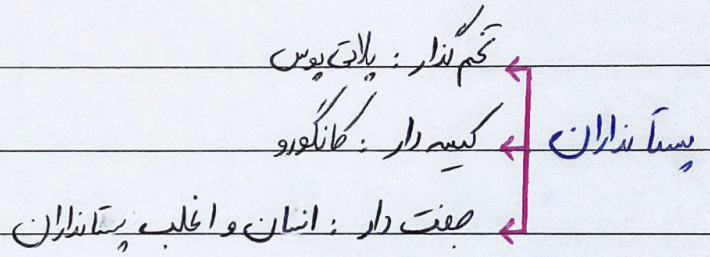 تخم گذار : پلاتی پوس
پستانداران
کیسه دار : کانگورو
جفت دار : انسان و اغلب پستانداران